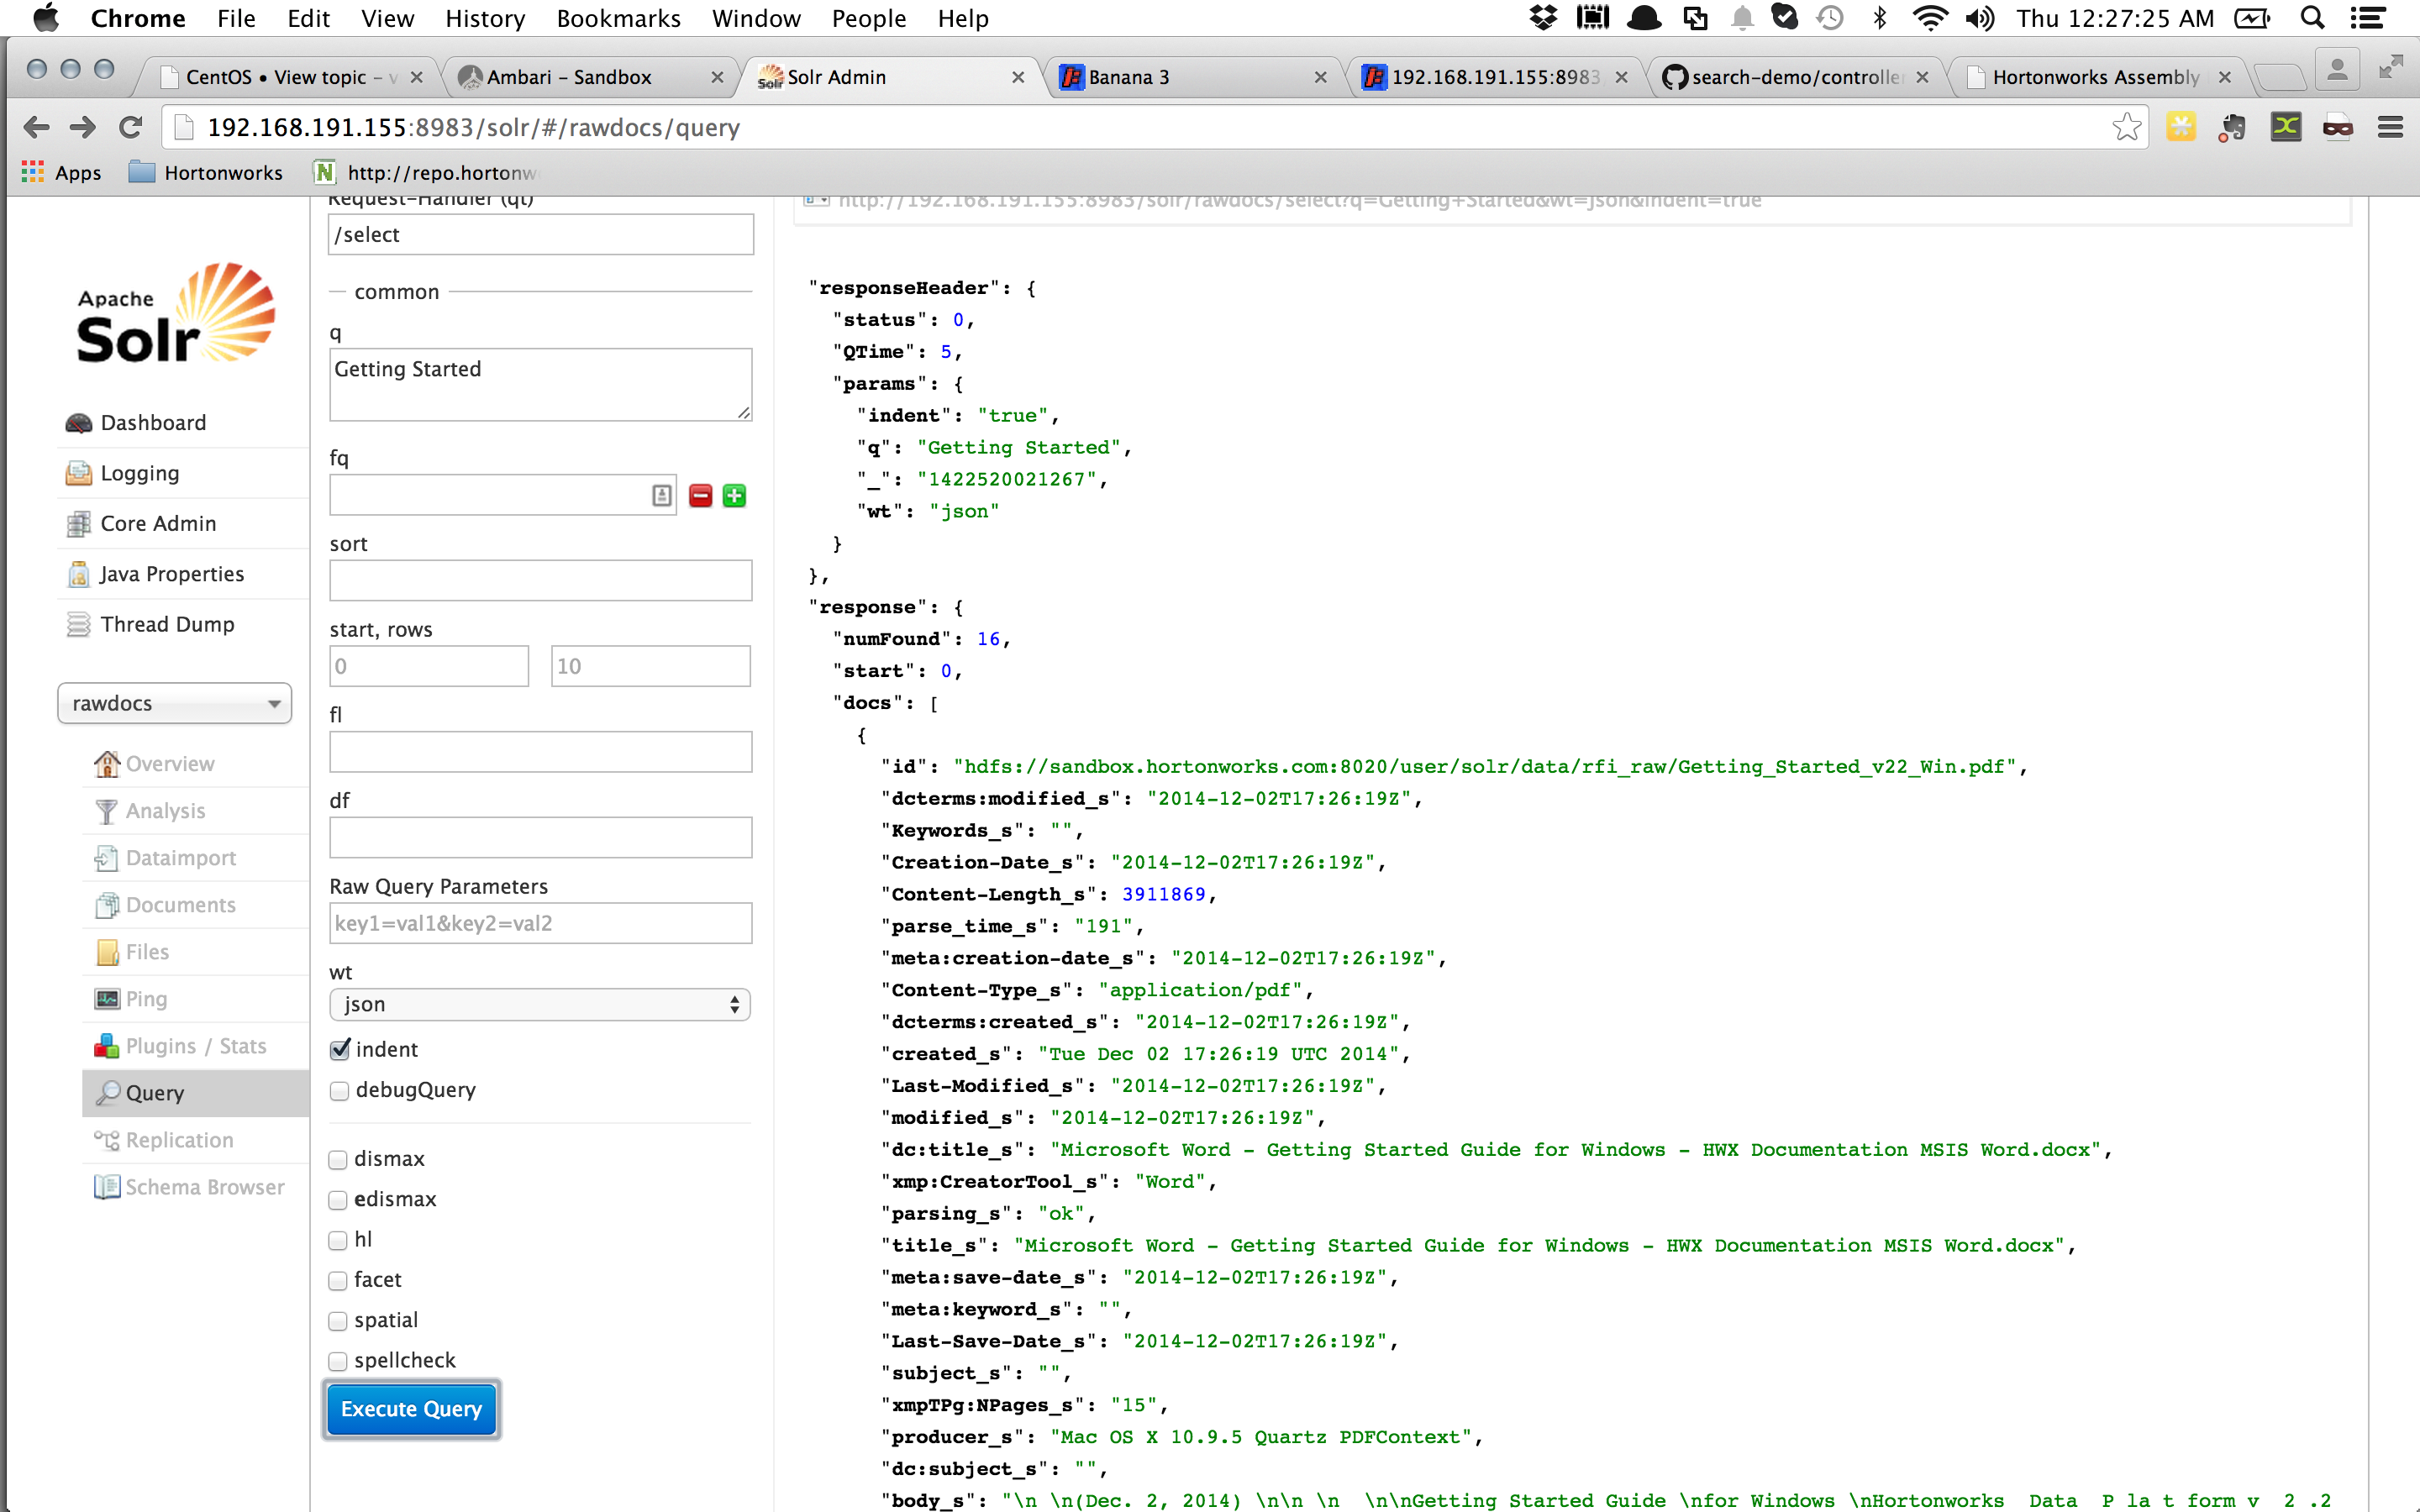 Chrome File Edit View History Bookmarks Window People Help Thu 12:27:25 AM
CentOS • View topic – Ambari – Sandbox Solr Admin Banana 3 192.168.191.155:8983 search-demo/controller Hortonworks Assembly
192.168.191.155:8983/solr/#/rawdocs/query
Apps Hortonworks http://repo.hortonw
Apache
Solr
Dashboard
Logging
Core Admin
Java Properties
Thread Dump
rawdocs
Overview
Analysis
Dataimport
Documents
Files
Ping
Plugins / Stats
Query
Replication
Schema Browser
Request-Handler (qt)
/select
common
q
Getting Started
fq
sort
start, rows
0 10
fl
df
Raw Query Parameters
key1=val1&key2=val2
wt
json
indent
debugQuery
dismax
edismax
hl
facet
spatial
spellcheck
Execute Query
http://192.168.191.155:8983/solr/rawdocs/select?q=Getting+Started&wt=json&indent=true
"responseHeader": {
"status": 0,
"QTime": 5,
"params": {
"indent": "true",
"q": "Getting Started",
"_": "1422520021267",
"wt": "json"
}
},
"response": {
"numFound": 16,
"start": 0,
"docs": [
{
"id": "hdfs://sandbox.hortonworks.com:8020/user/solr/data/rfi_raw/Getting_Started_v22_Win.pdf",
"dcterms:modified_s": "2014-12-02T17:26:19Z",
"Keywords_s": "",
"Creation-Date_s": "2014-12-02T17:26:19Z",
"Content-Length_s": 3911869,
"parse_time_s": "191",
"meta:creation-date_s": "2014-12-02T17:26:19Z",
"Content-Type_s": "application/pdf",
"dcterms:created_s": "2014-12-02T17:26:19Z",
"created_s": "Tue Dec 02 17:26:19 UTC 2014",
"Last-Modified_s": "2014-12-02T17:26:19Z",
"modified_s": "2014-12-02T17:26:19Z",
"dc:title_s": "Microsoft Word - Getting Started Guide for Windows - HWX Documentation MSIS Word.docx",
"xmp:CreatorTool_s": "Word",
"parsing_s": "ok",
"title_s": "Microsoft Word - Getting Started Guide for Windows - HWX Documentation MSIS Word.docx",
"meta:save-date_s": "2014-12-02T17:26:19Z",
"meta:keyword_s": "",
"Last-Save-Date_s": "2014-12-02T17:26:19Z",
"subject_s": "",
"xmpTPg:NPages_s": "15",
"producer_s": "Mac OS X 10.9.5 Quartz PDFContext",
"dc:subject_s": "",
"body_s": "\n \n(Dec. 2, 2014) \n\n \n \n\nGetting Started Guide \nfor Windows \nHortonworks Data P la t form v 2 .2